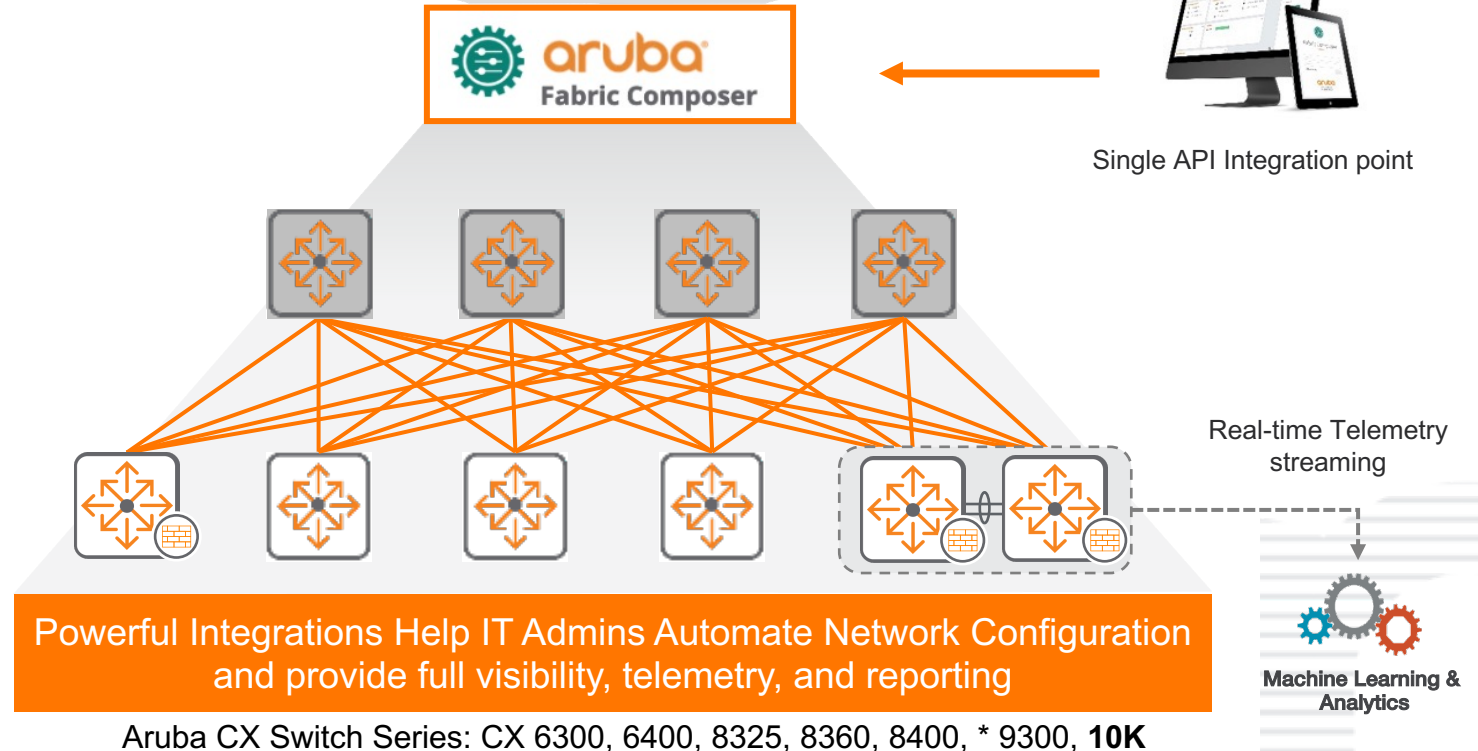 aruba
Fabric Composer
Single API Integration point
Real-time Telemetry
streaming
Powerful Integrations Help IT Admins Automate Network Configuration
and provide full visibility, telemetry, and reporting
Machine Learning &
Analytics
Aruba CX Switch Series: CX 6300, 6400, 8325, 8360, 8400, * 9300, 10K